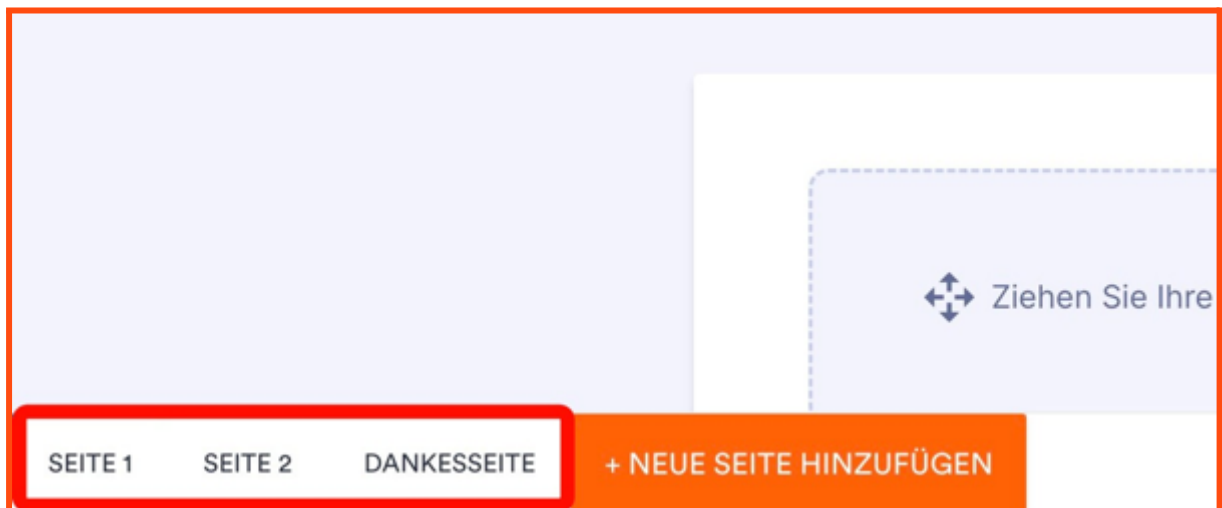 Ziehen Sie Ihre
SEITE 1 SEITE 2 DANKESSEITE + NEUE SEITE HINZUFÜGEN